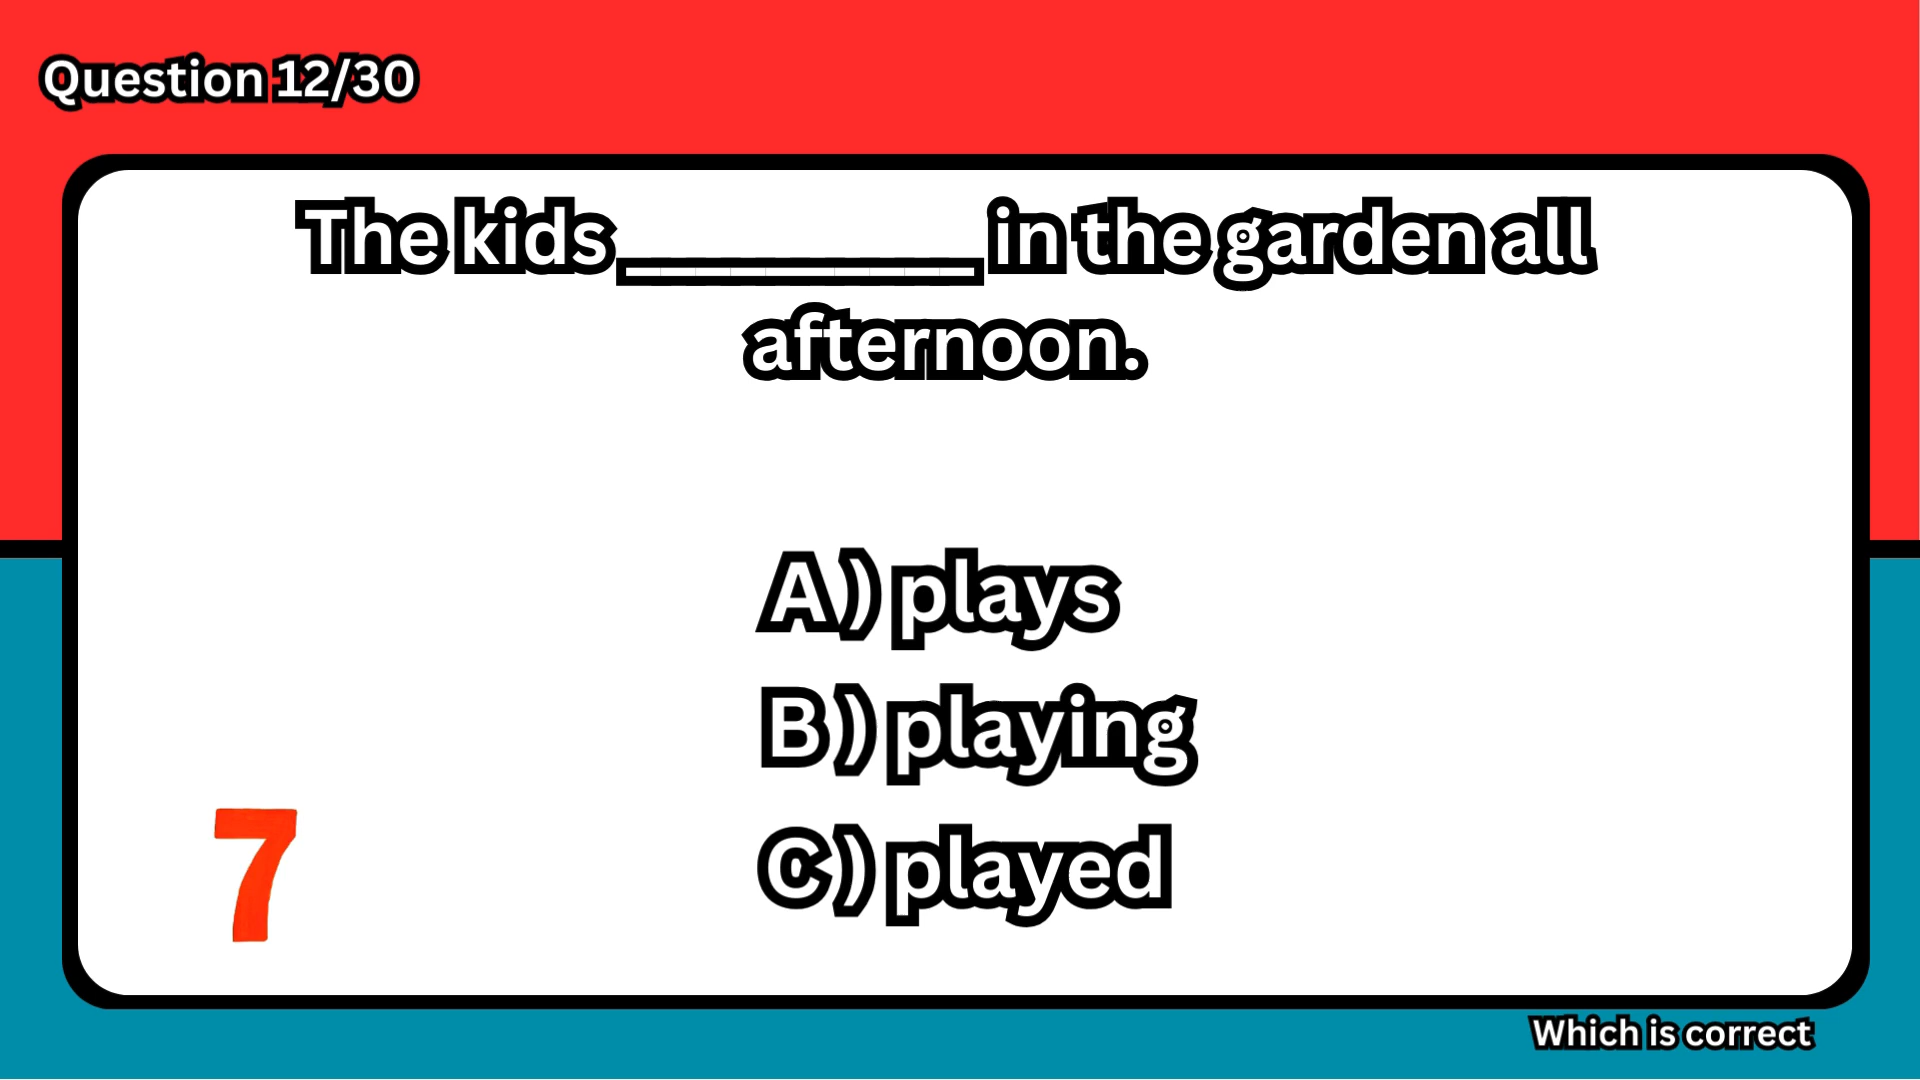 Question 12/30
The kids __________ in the garden all
afternoon.
A) plays
B) playing
C) played
7
Which is correct